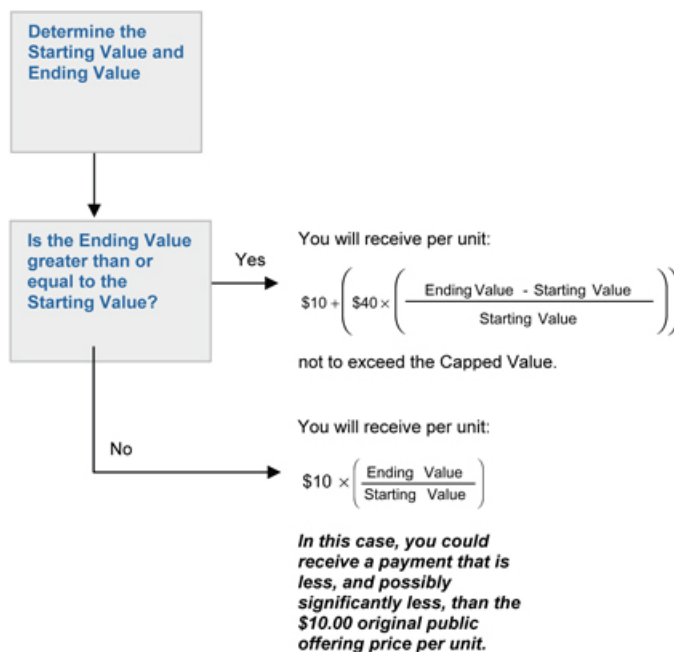 Determine the
Starting Value and
Ending Value
Is the Ending Value
greater than or
equal to the
Starting Value?
Yes
You will receive per unit:
$10 + ( $40 × ( Ending Value - Starting Value
Starting Value ) )
not to exceed the Capped Value.
No
You will receive per unit:
$10 × ( Ending Value
Starting Value )
In this case, you could
receive a payment that is
less, and possibly
significantly less, than the
$10.00 original public
offering price per unit.